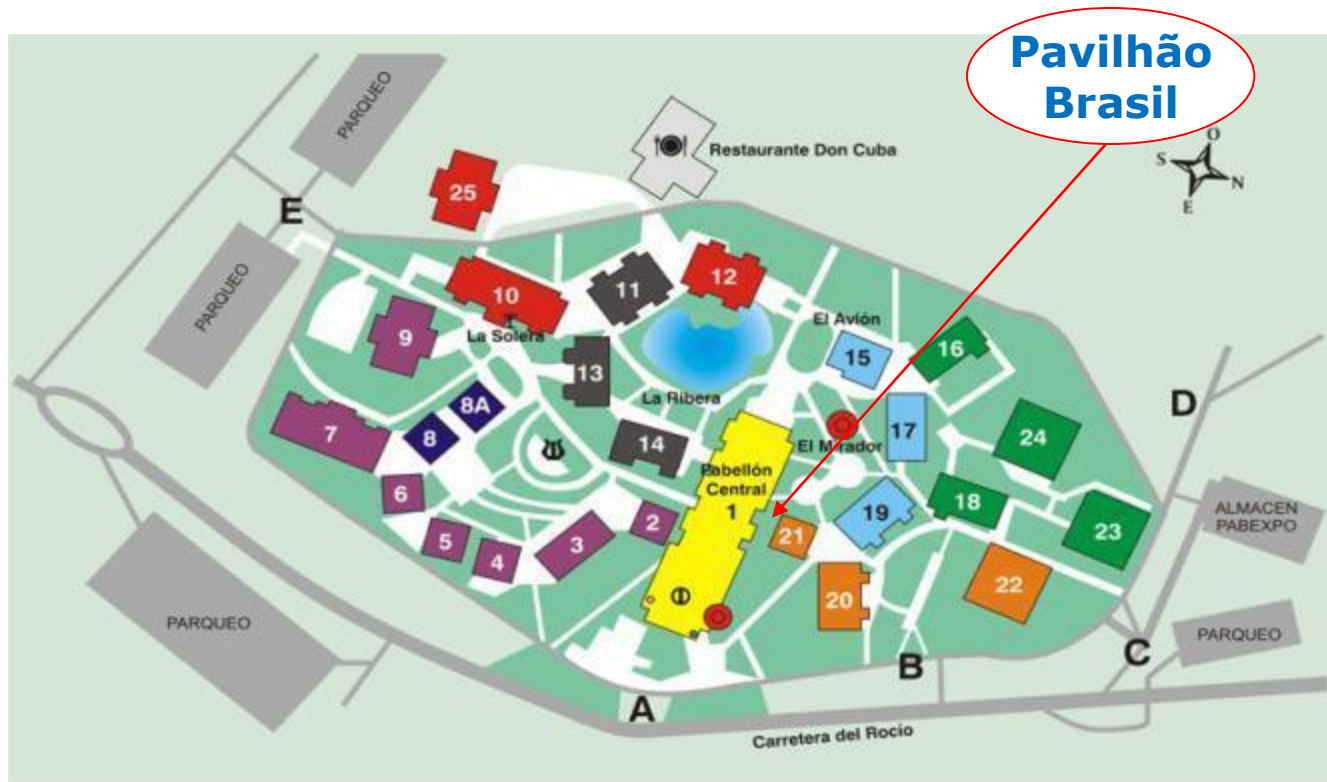 Pavilhão
Brasil
PARQUEO
O
S
N
E
Restaurante Don Cuba
25
E
12
11
10
PARQUEO
El Avión
La Solera
9
15
16
13
La Ribera
8A
D
8
7
17
24
14
El Mirador
Pabellón
Central
1
6
18
19
2
ALMACEN
PABEXPO
21
23
5
3
4
22
20
PARQUEO
PARQUEO
C
B
A
Carretera del Rocío